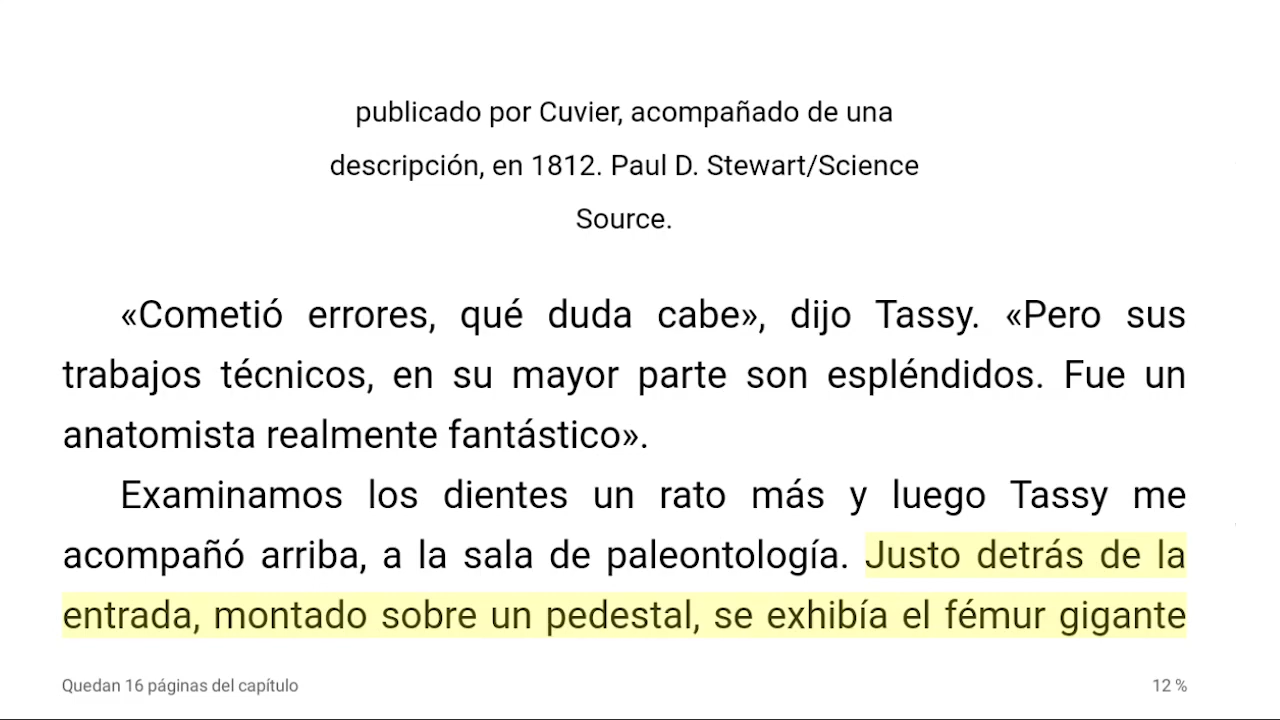 publicado por Cuvier, acompañado de una
descripción, en 1812. Paul D. Stewart/Science
Source.
«Cometió errores, qué duda cabe», dijo Tassy. «Pero sus
trabajos técnicos, en su mayor parte son espléndidos. Fue un
anatomista realmente fantástico».
Examinamos los dientes un rato más y luego Tassy me
acompañó arriba, a la sala de paleontología. Justo detrás de la
entrada, montado sobre un pedestal, se exhibía el fémur gigante
Quedan 16 páginas del capítulo
12 %